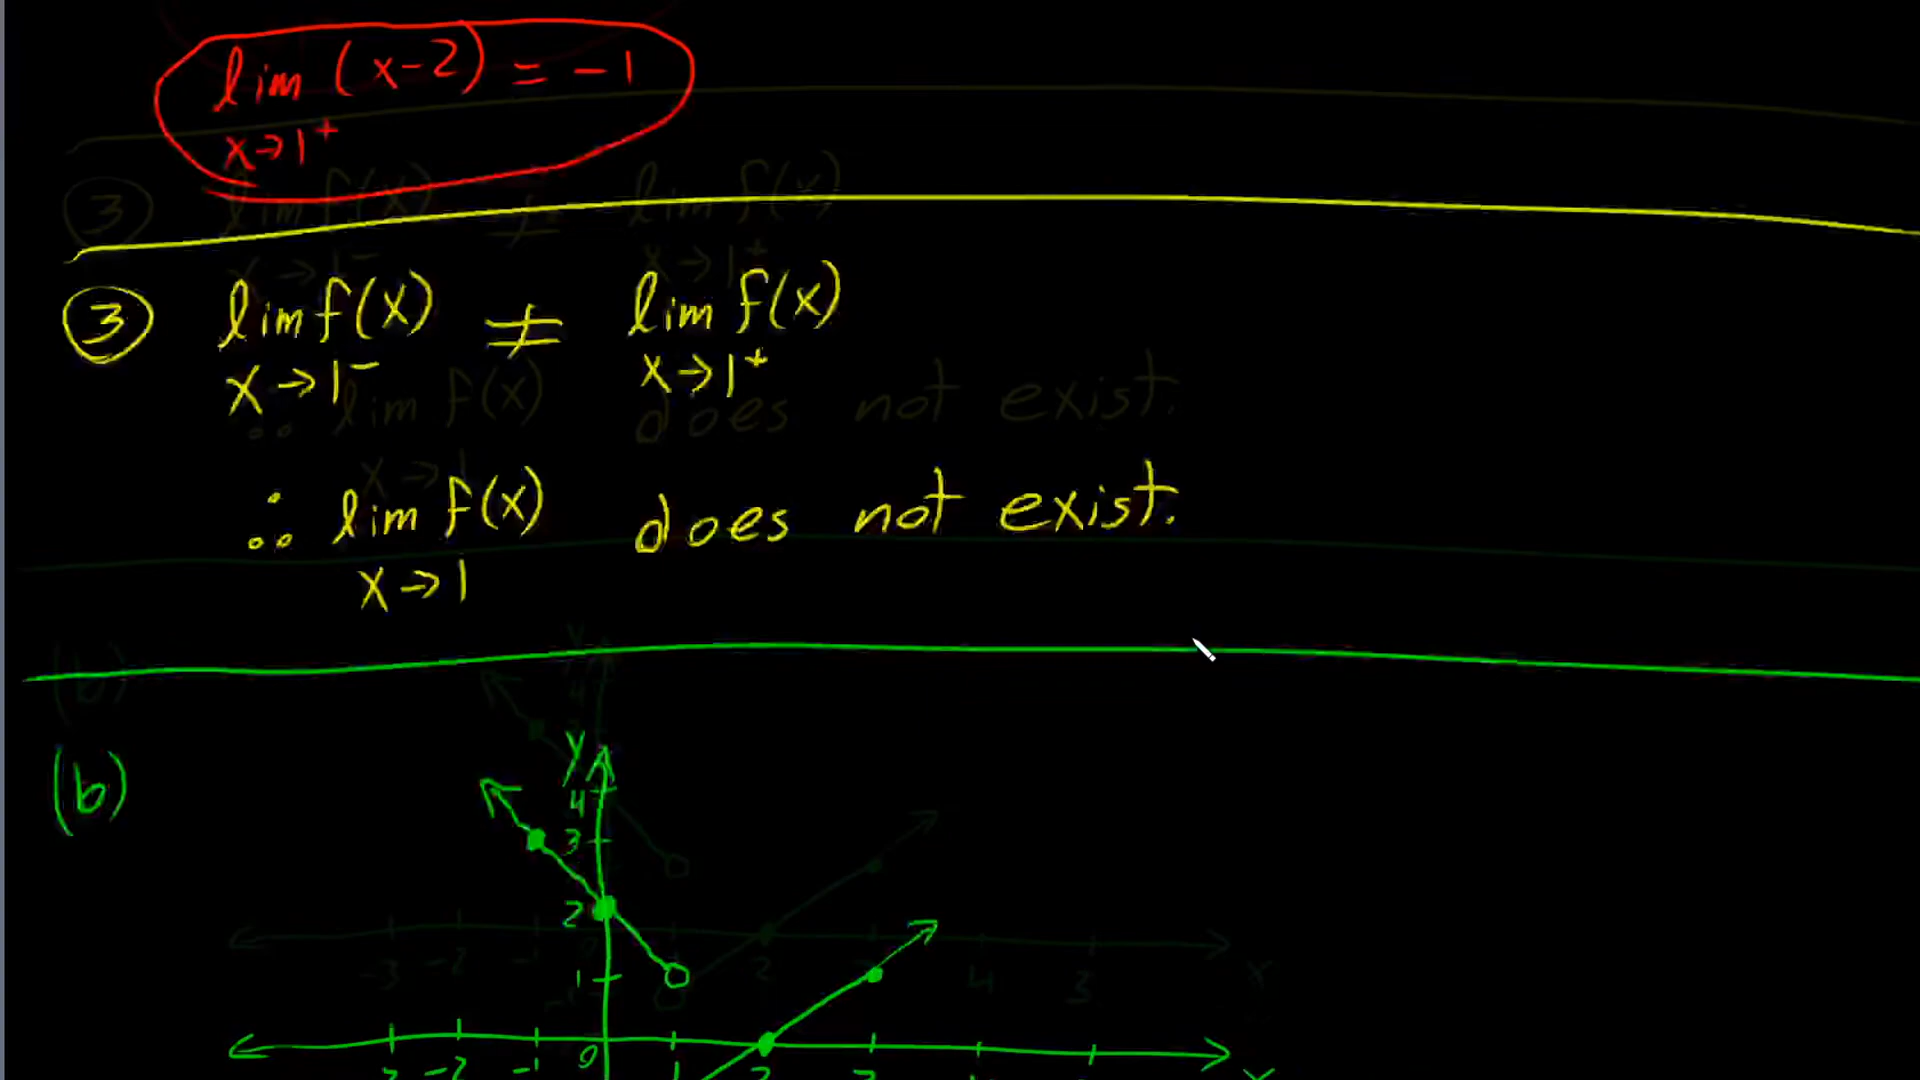 lim (x-2) = -1
x→1⁺
③ lim f(x) ≠ lim f(x)
x→1⁻ x→1⁺
∴ lim f(x) does not exist.
x→1
(b)
y
4
3
2
1
0
-2 -1 1 2
x